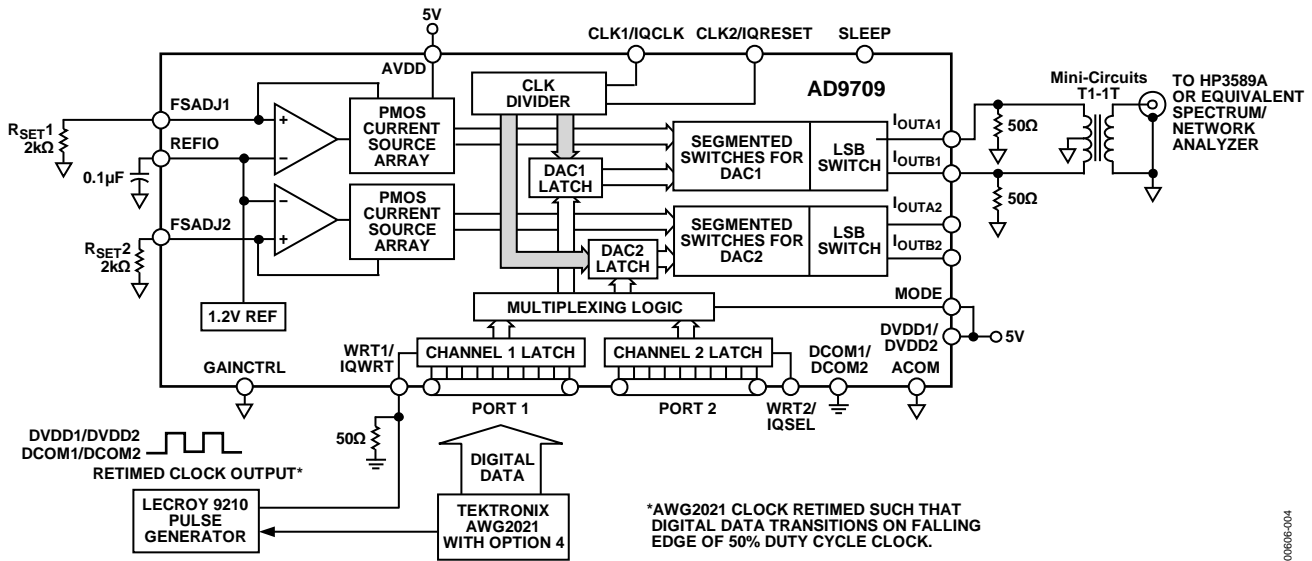 5V
CLK1/IQCLK
CLK2/IQRESET
SLEEP
AVDD
CLK
DIVIDER
AD9709
Mini-Circuits
T1-1T
TO HP3589A
OR EQUIVALENT
SPECTRUM/
NETWORK
ANALYZER
FSADJ1
RSET1
2kΩ
REFIO
0.1µF
+
–
PMOS
CURRENT
SOURCE
ARRAY
SEGMENTED
SWITCHES FOR
DAC1
LSB
SWITCH
IOUTA1
IOUTB1
50Ω
50Ω
DAC1
LATCH
FSADJ2
RSET2
2kΩ
–
+
PMOS
CURRENT
SOURCE
ARRAY
SEGMENTED
SWITCHES FOR
DAC2
LSB
SWITCH
IOUTA2
IOUTB2
DAC2
LATCH
1.2V REF
MULTIPLEXING LOGIC
MODE
DVDD1/
DVDD2
5V
GAINCTRL
WRT1/
IQWRT
CHANNEL 1 LATCH
CHANNEL 2 LATCH
DCOM1/
DCOM2
ACOM
PORT 1
PORT 2
WRT2/
IQSEL
50Ω
DVDD1/DVDD2
DCOM1/DCOM2
RETIMED CLOCK OUTPUT*
DIGITAL
DATA
LECROY 9210
PULSE
GENERATOR
TEKTRONIX
AWG2021
WITH OPTION 4
*AWG2021 CLOCK RETIMED SUCH THAT
DIGITAL DATA TRANSITIONS ON FALLING
EDGE OF 50% DUTY CYCLE CLOCK.
00606-004